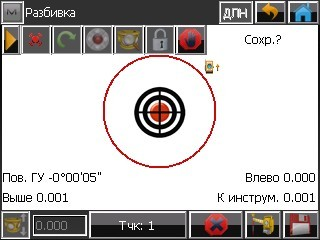 Разбивка
ДПН
Сохр.?
Пов. ГУ -0°00'05"
Влево 0.000
Выше 0.001
К инструм. 0.001
0.000
Тчк: 1